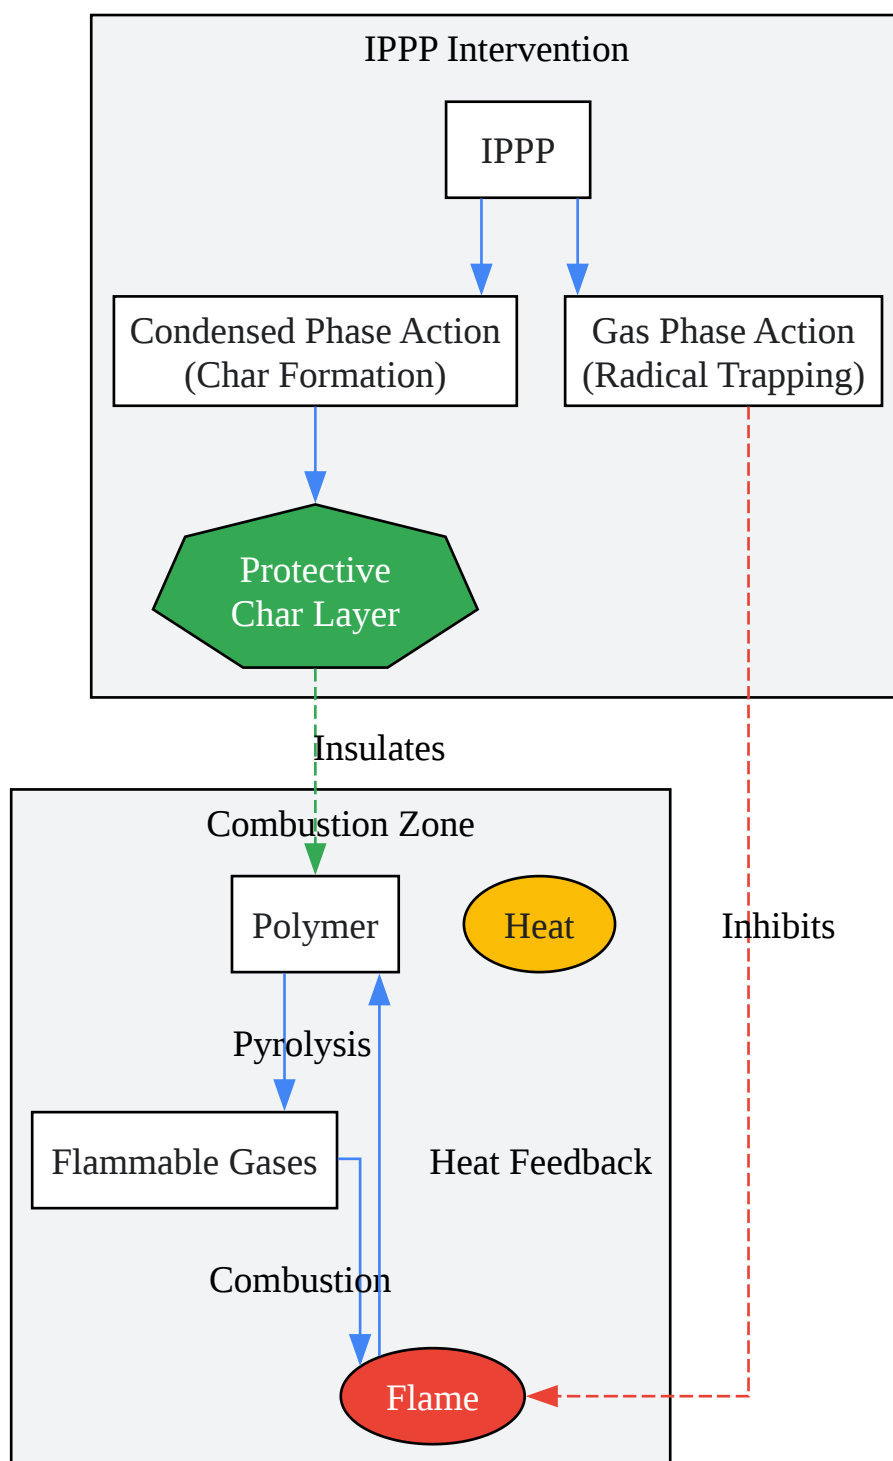 IPPP Intervention
IPPP
Condensed Phase Action
(Char Formation)
Gas Phase Action
(Radical Trapping)
Protective
Char Layer
Insulates
Combustion Zone
Polymer
Heat
Inhibits
Pyrolysis
Flammable Gases
Heat Feedback
Combustion
Flame